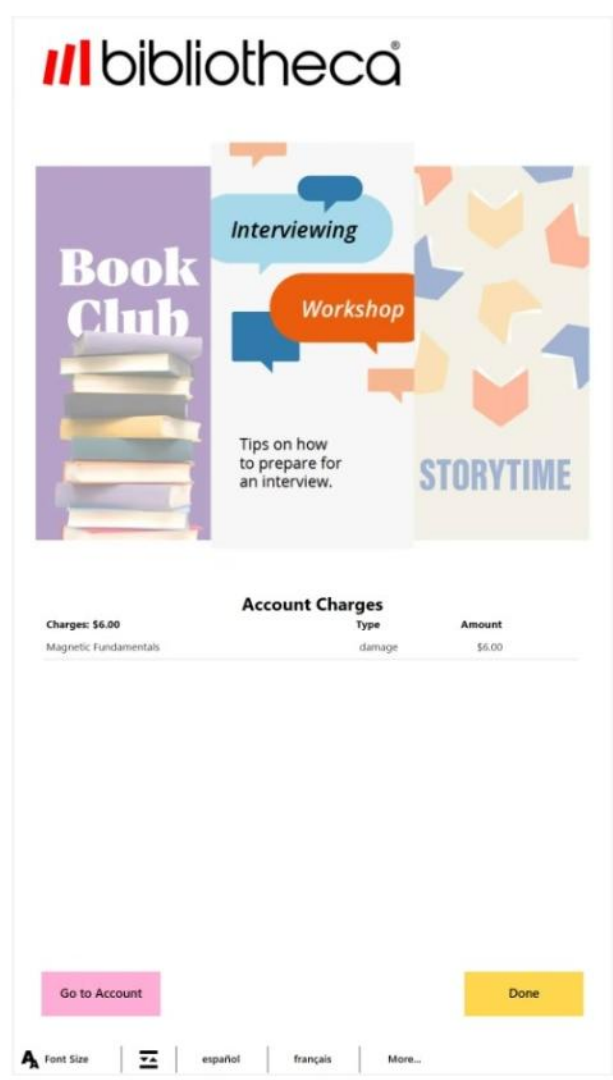 bibliotheca®
Book
Club
Interviewing
Workshop
Tips on how
to prepare for
an interview.
STORYTIME
Account Charges
Charges: $6.00 Type Amount
Magnetic Fundamentals damage $6.00
Go to Account Done
Font Size español français More...